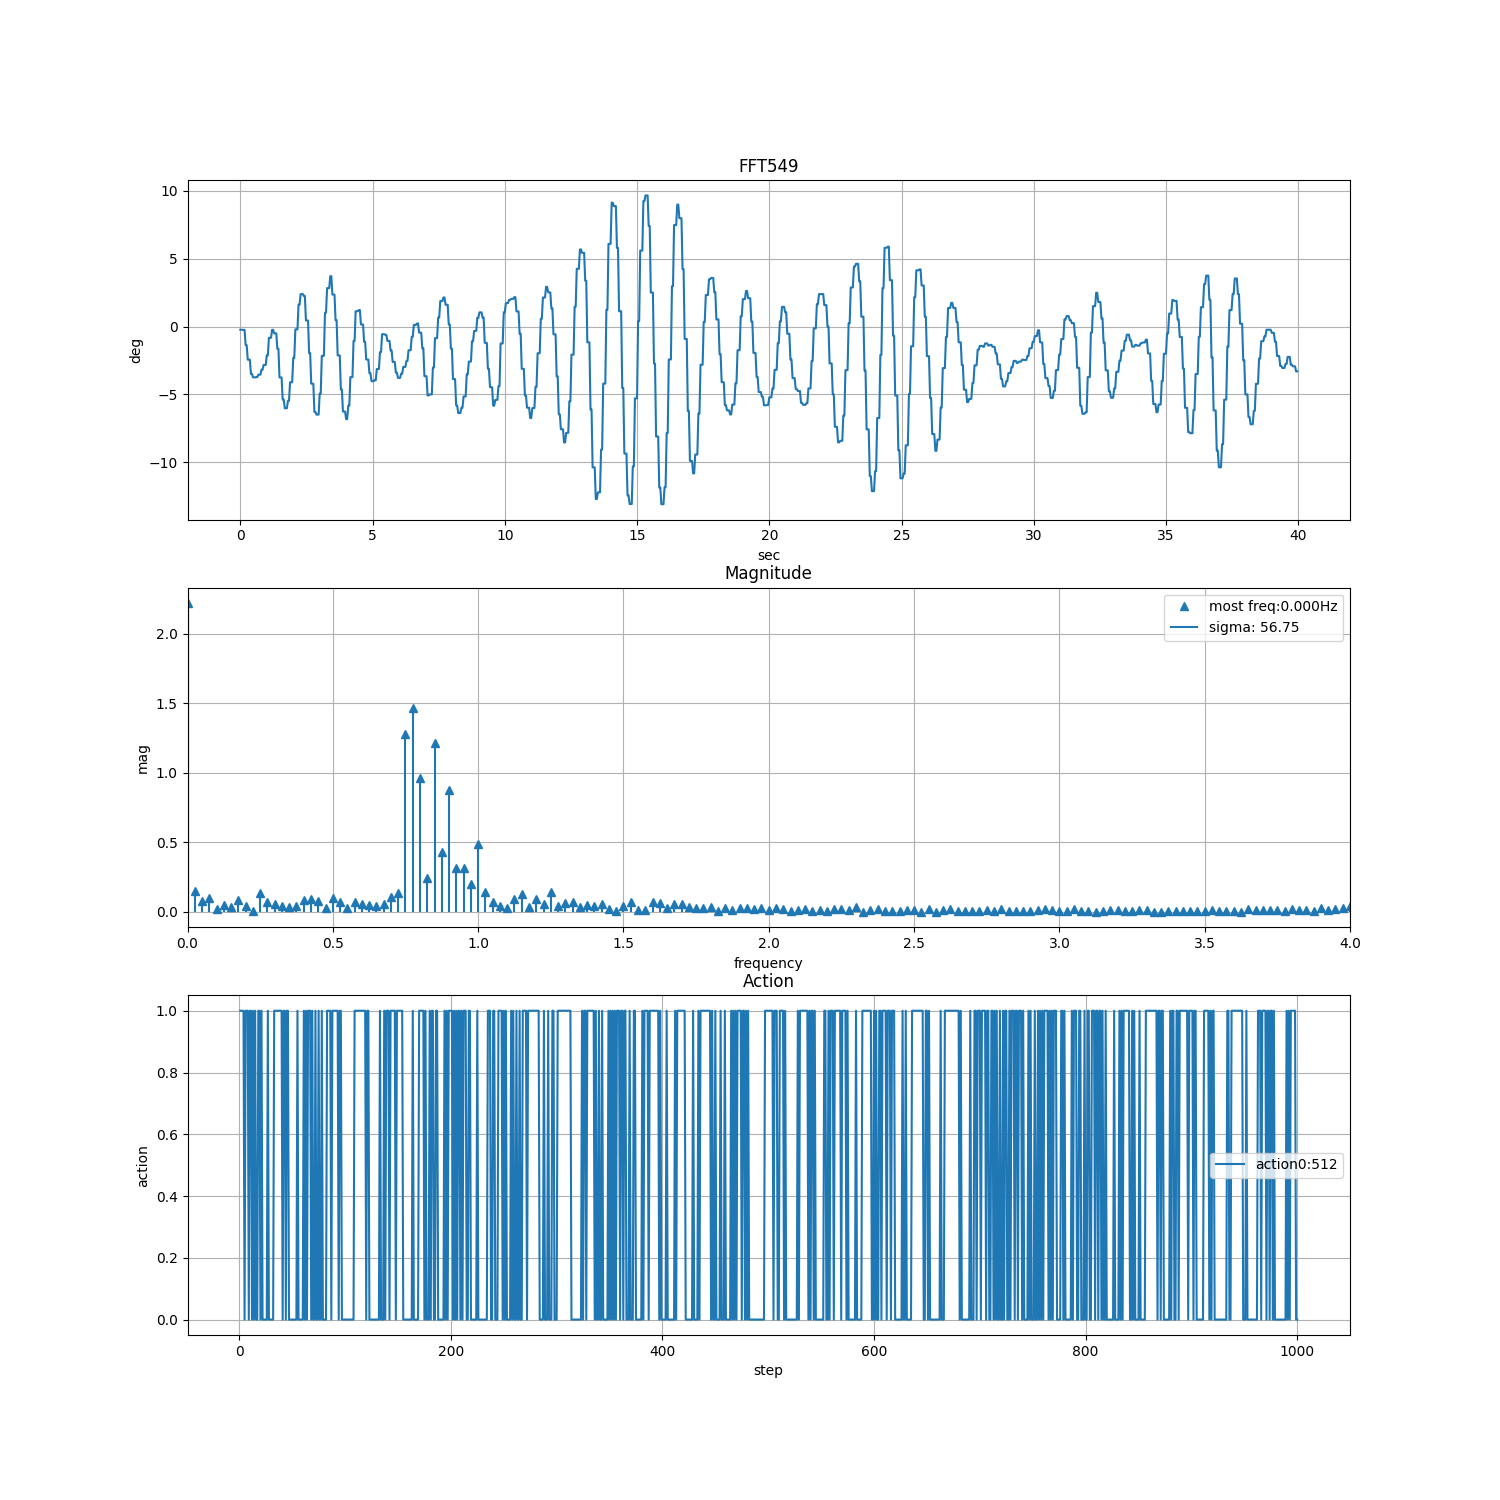 FFT549
deg
10
5
0
−5
−10
0 5 10 15 20 25 30 35 40
sec
Magnitude
mag
2.0
1.5
1.0
0.5
0.0
most freq:0.000Hz
sigma: 56.75
0.0 0.5 1.0 1.5 2.0 2.5 3.0 3.5 4.0
frequency
Action
action
1.0
0.8
0.6
0.4
0.2
0.0
action0:512
0 200 400 600 800 1000
step